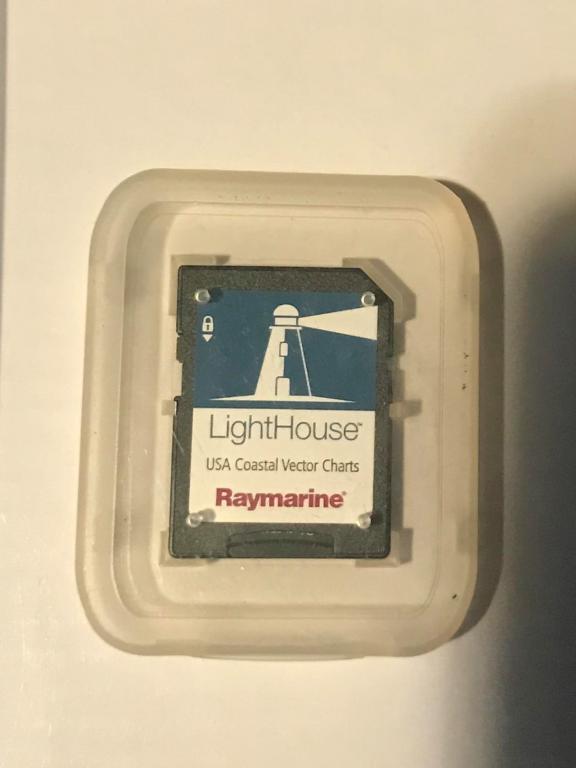 LightHouse™
USA Coastal Vector Charts
Raymarine®